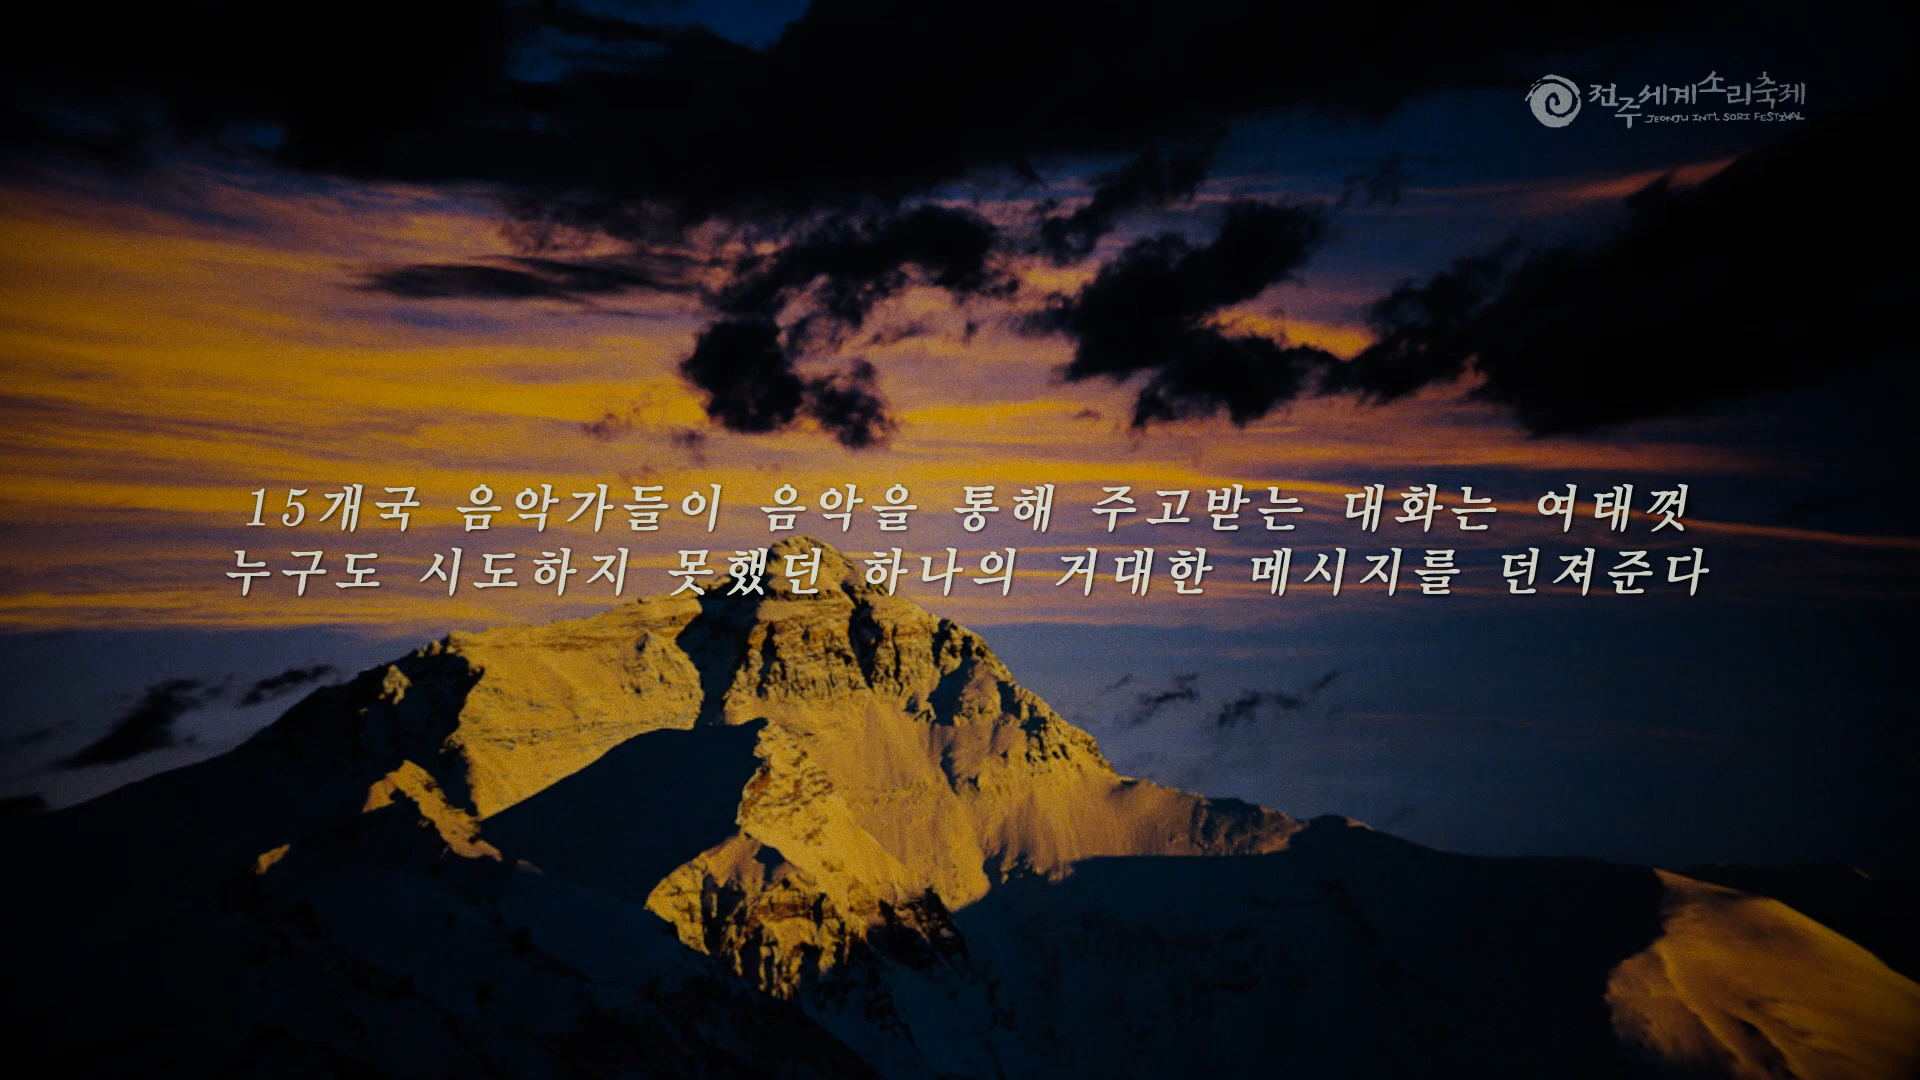 전주세계소리축제
JEONJU INT'L SORI FESTIVAL
15개국 음악가들이 음악을 통해 주고받는 대화는 여태껏
누구도 시도하지 못했던 하나의 거대한 메시지를 던져준다